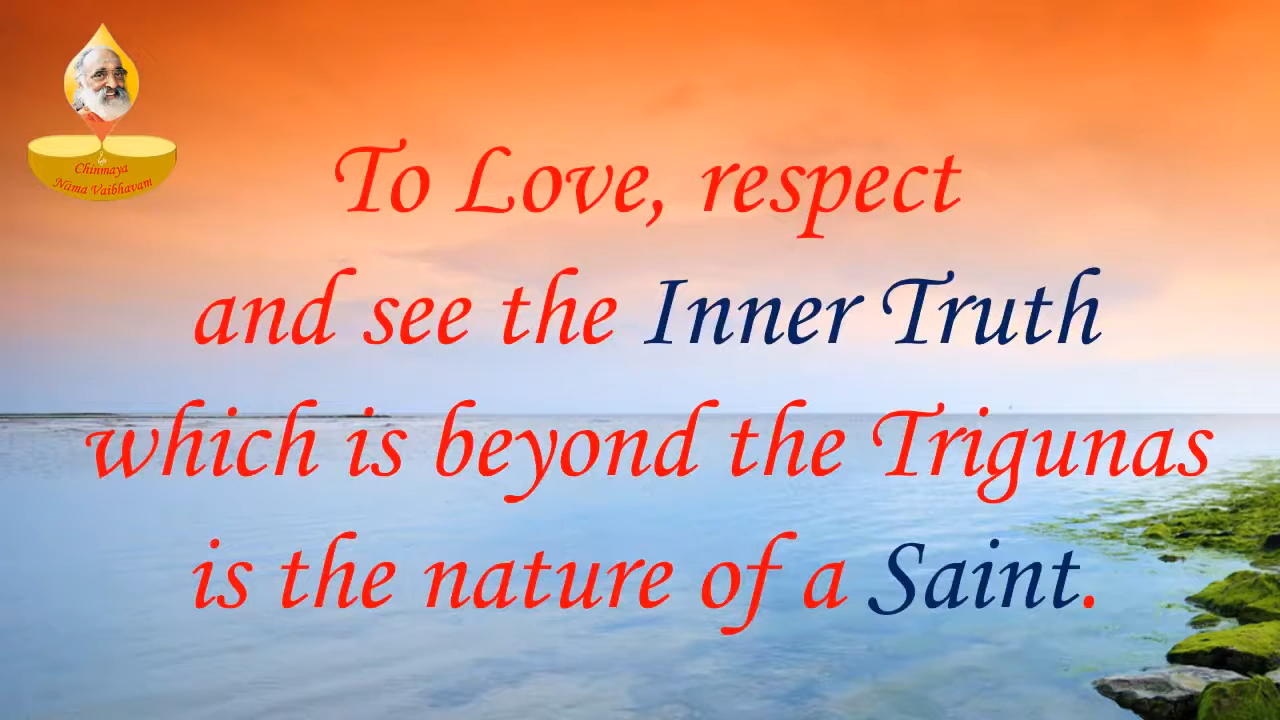 Chinmaya
Nāma Vaibhavam
To Love, respect
and see the Inner Truth
which is beyond the Trigunas
is the nature of a Saint.